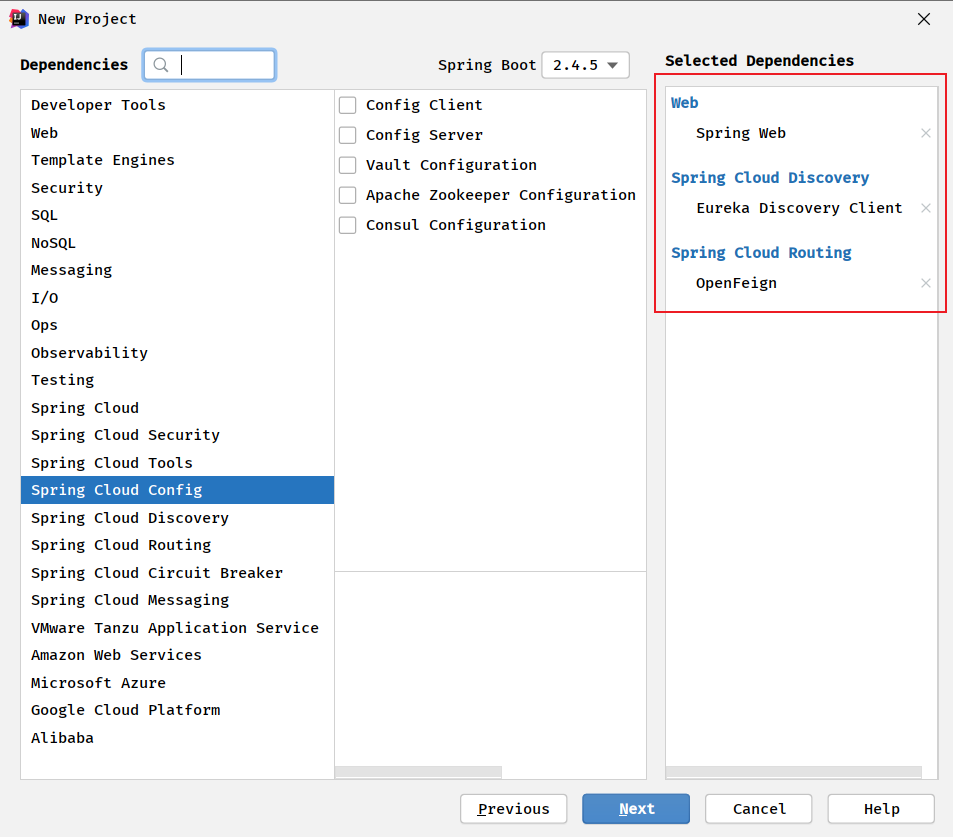 New Project
Dependencies
Spring Boot 2.4.5
Selected Dependencies
Developer Tools
Web
Template Engines
Security
SQL
NoSQL
Messaging
I/O
Ops
Observability
Testing
Spring Cloud
Spring Cloud Security
Spring Cloud Tools
Spring Cloud Config
Spring Cloud Discovery
Spring Cloud Routing
Spring Cloud Circuit Breaker
Spring Cloud Messaging
VMware Tanzu Application Service
Amazon Web Services
Microsoft Azure
Google Cloud Platform
Alibaba
Config Client
Config Server
Vault Configuration
Apache Zookeeper Configuration
Consul Configuration
Web
Spring Web
Spring Cloud Discovery
Eureka Discovery Client
Spring Cloud Routing
OpenFeign
Previous
Next
Cancel
Help